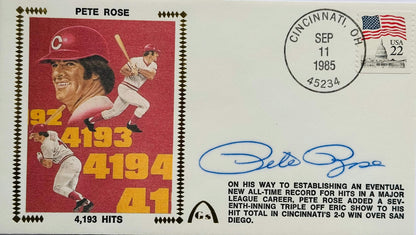 PETE ROSE
CINCINNATI, OH
SEP
11
1985
45234
USA
22
92
4193
4194
41
C
4,193 HITS
Gs
Pete Rose
ON HIS WAY TO ESTABLISHING AN EVENTUAL
NEW ALL-TIME RECORD FOR HITS IN A MAJOR
LEAGUE CAREER, PETE ROSE ADDED A SEV-
ENTH-INNING TRIPLE OFF ERIC SHOW TO HIS
HIT TOTAL IN CINCINNATI'S 2-0 WIN OVER SAN
DIEGO.